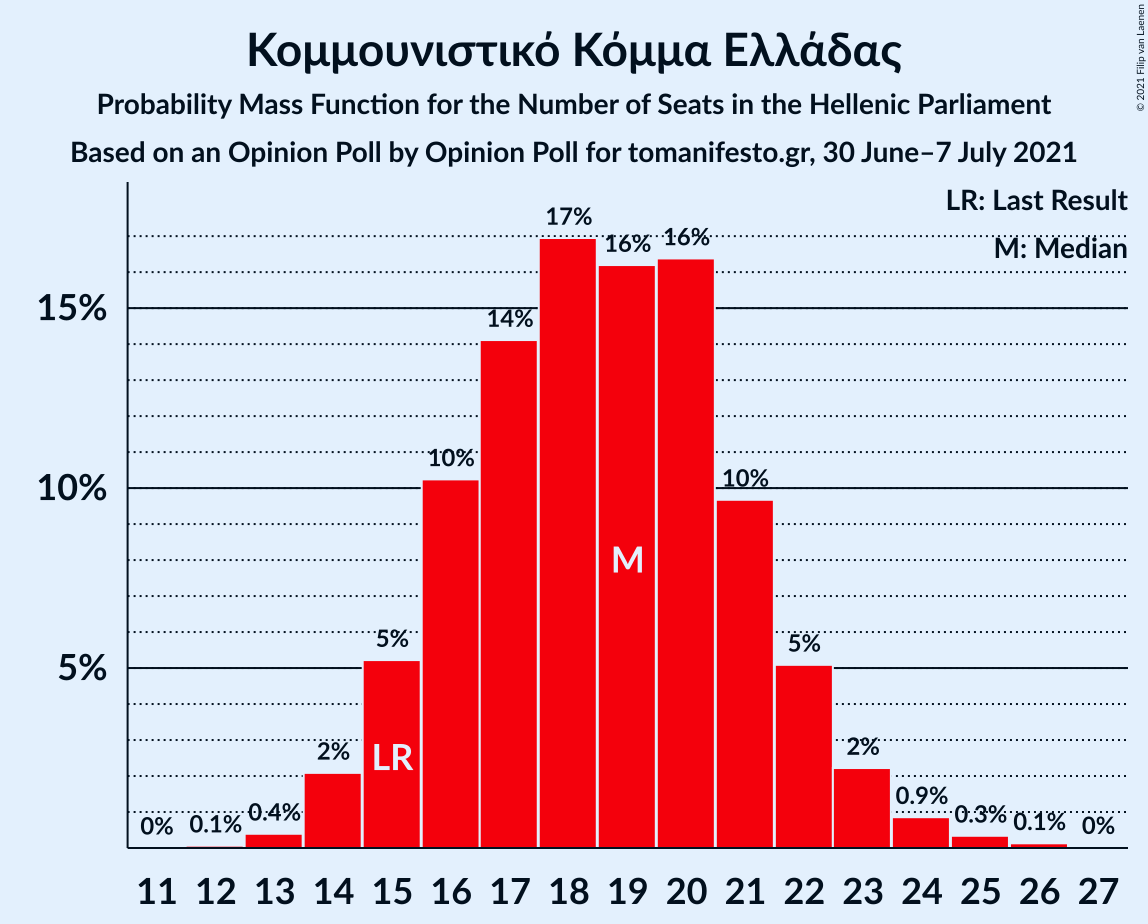 © 2021 Filip van Laenen
Κομμουνιστικό Κόμμα Ελλάδας
Probability Mass Function for the Number of Seats in the Hellenic Parliament
Based on an Opinion Poll by Opinion Poll for tomanifesto.gr, 30 June–7 July 2021
LR: Last Result
M: Median
15%
10%
5%
0% 0.1% 0.4% 2% 5% 10% 14% 17% 16% 16% 10% 5% 2% 0.9% 0.3% 0.1% 0%
LR
M
11 12 13 14 15 16 17 18 19 20 21 22 23 24 25 26 27